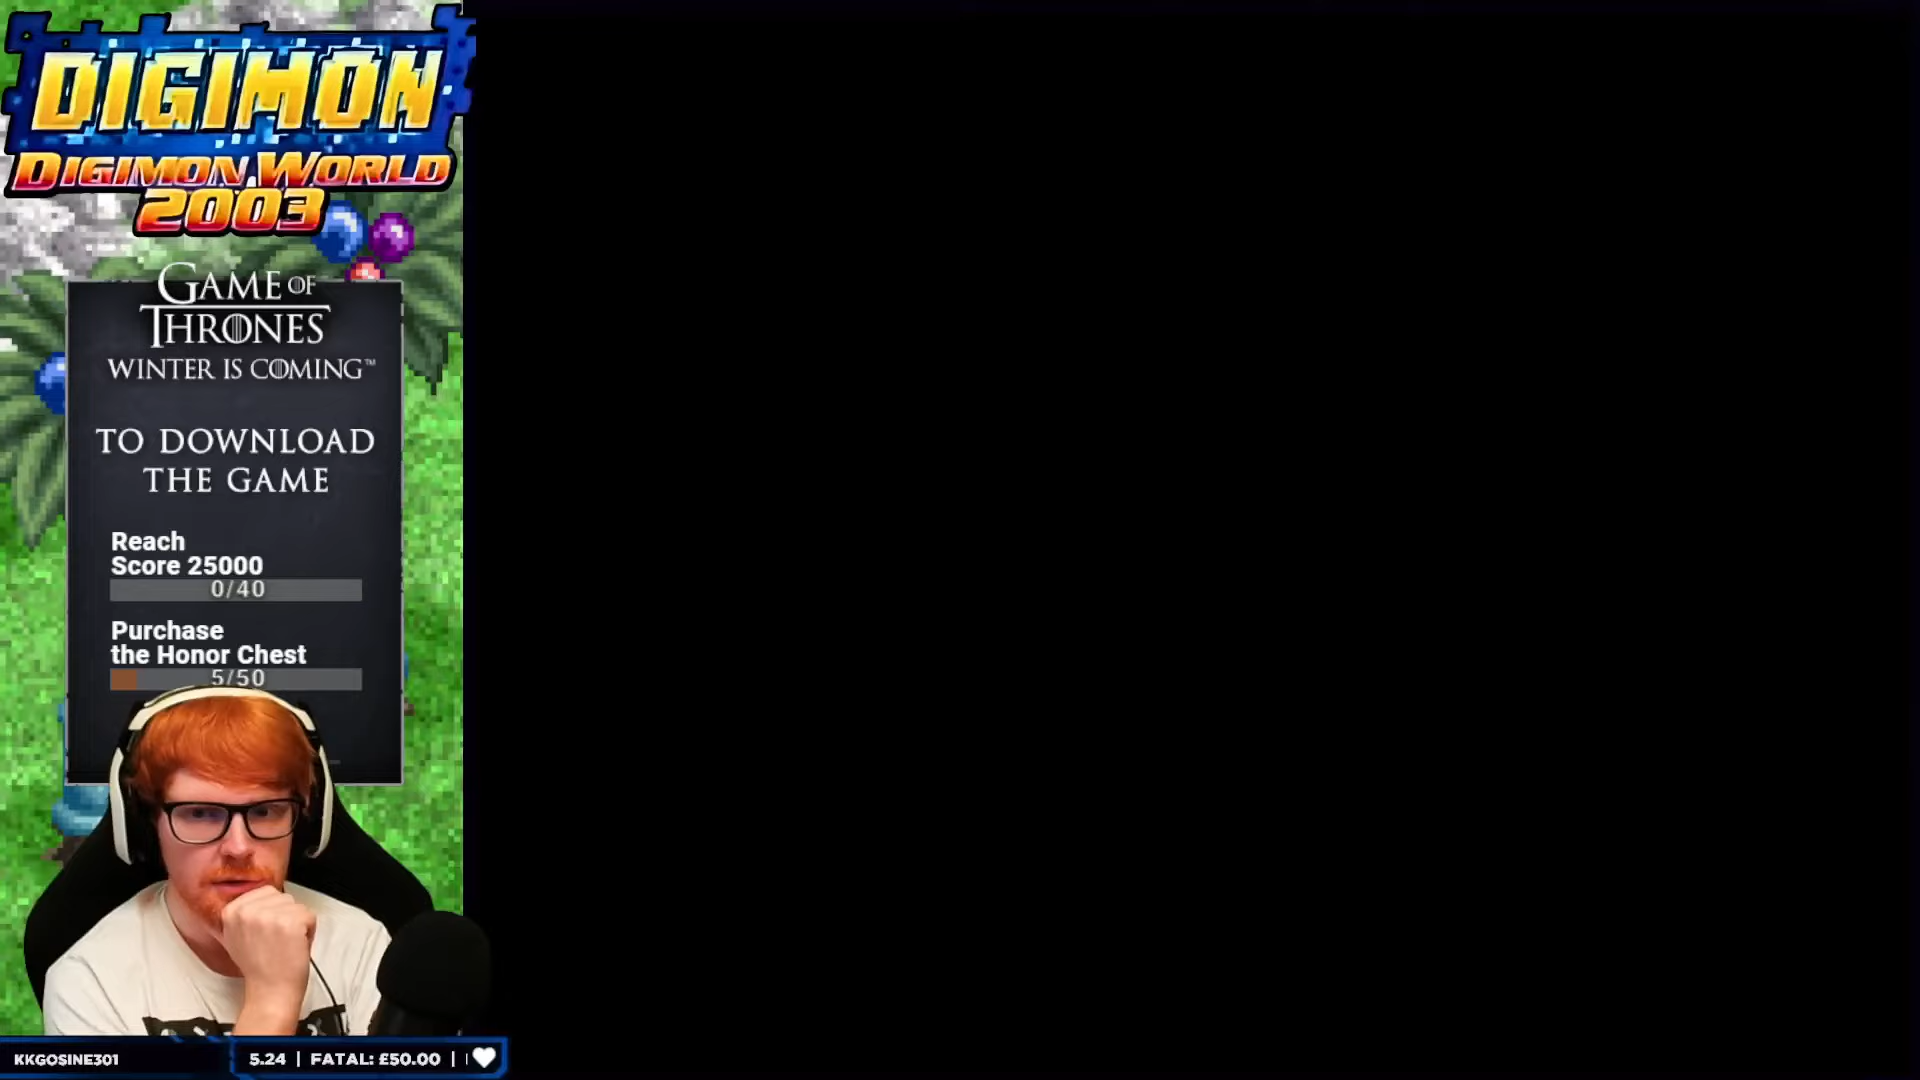 DIGIMON
DIGIMON WORLD
2003
GAME OF
THRONES
WINTER IS COMING™
TO DOWNLOAD
THE GAME
Reach
Score 25000
0/40
Purchase
the Honor Chest
5/50
KKGOSINE301
5.24 | FATAL: £50.00 |